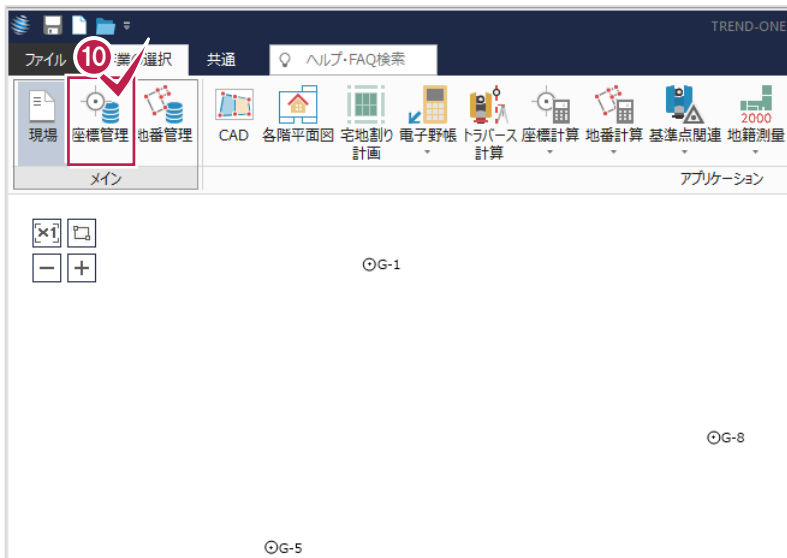 TREND-ONE
ファイル
10
業の選択
共通
ヘルプ・FAQ検索
現場
座標管理
地番管理
CAD
各階平面図
宅地割り
計画
電子野帳
トラバース
計算
座標計算
地番計算
基準点関連
2000
地籍測量
メイン
アプリケーション
×1
G-1
G-8
G-5